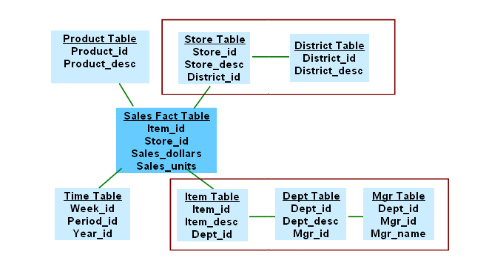 Product Table
Product_id
Product_desc
Store Table
Store_id
Store_desc
District_id
District Table
District_id
District_desc
Sales Fact Table
Item_id
Store_id
Sales_dollars
Sales_units
Time Table
Week_id
Period_id
Year_id
Item Table
Item_id
Item_desc
Dept_id
Dept Table
Dept_id
Dept_desc
Mgr_id
Mgr Table
Dept_id
Mgr_id
Mgr_name